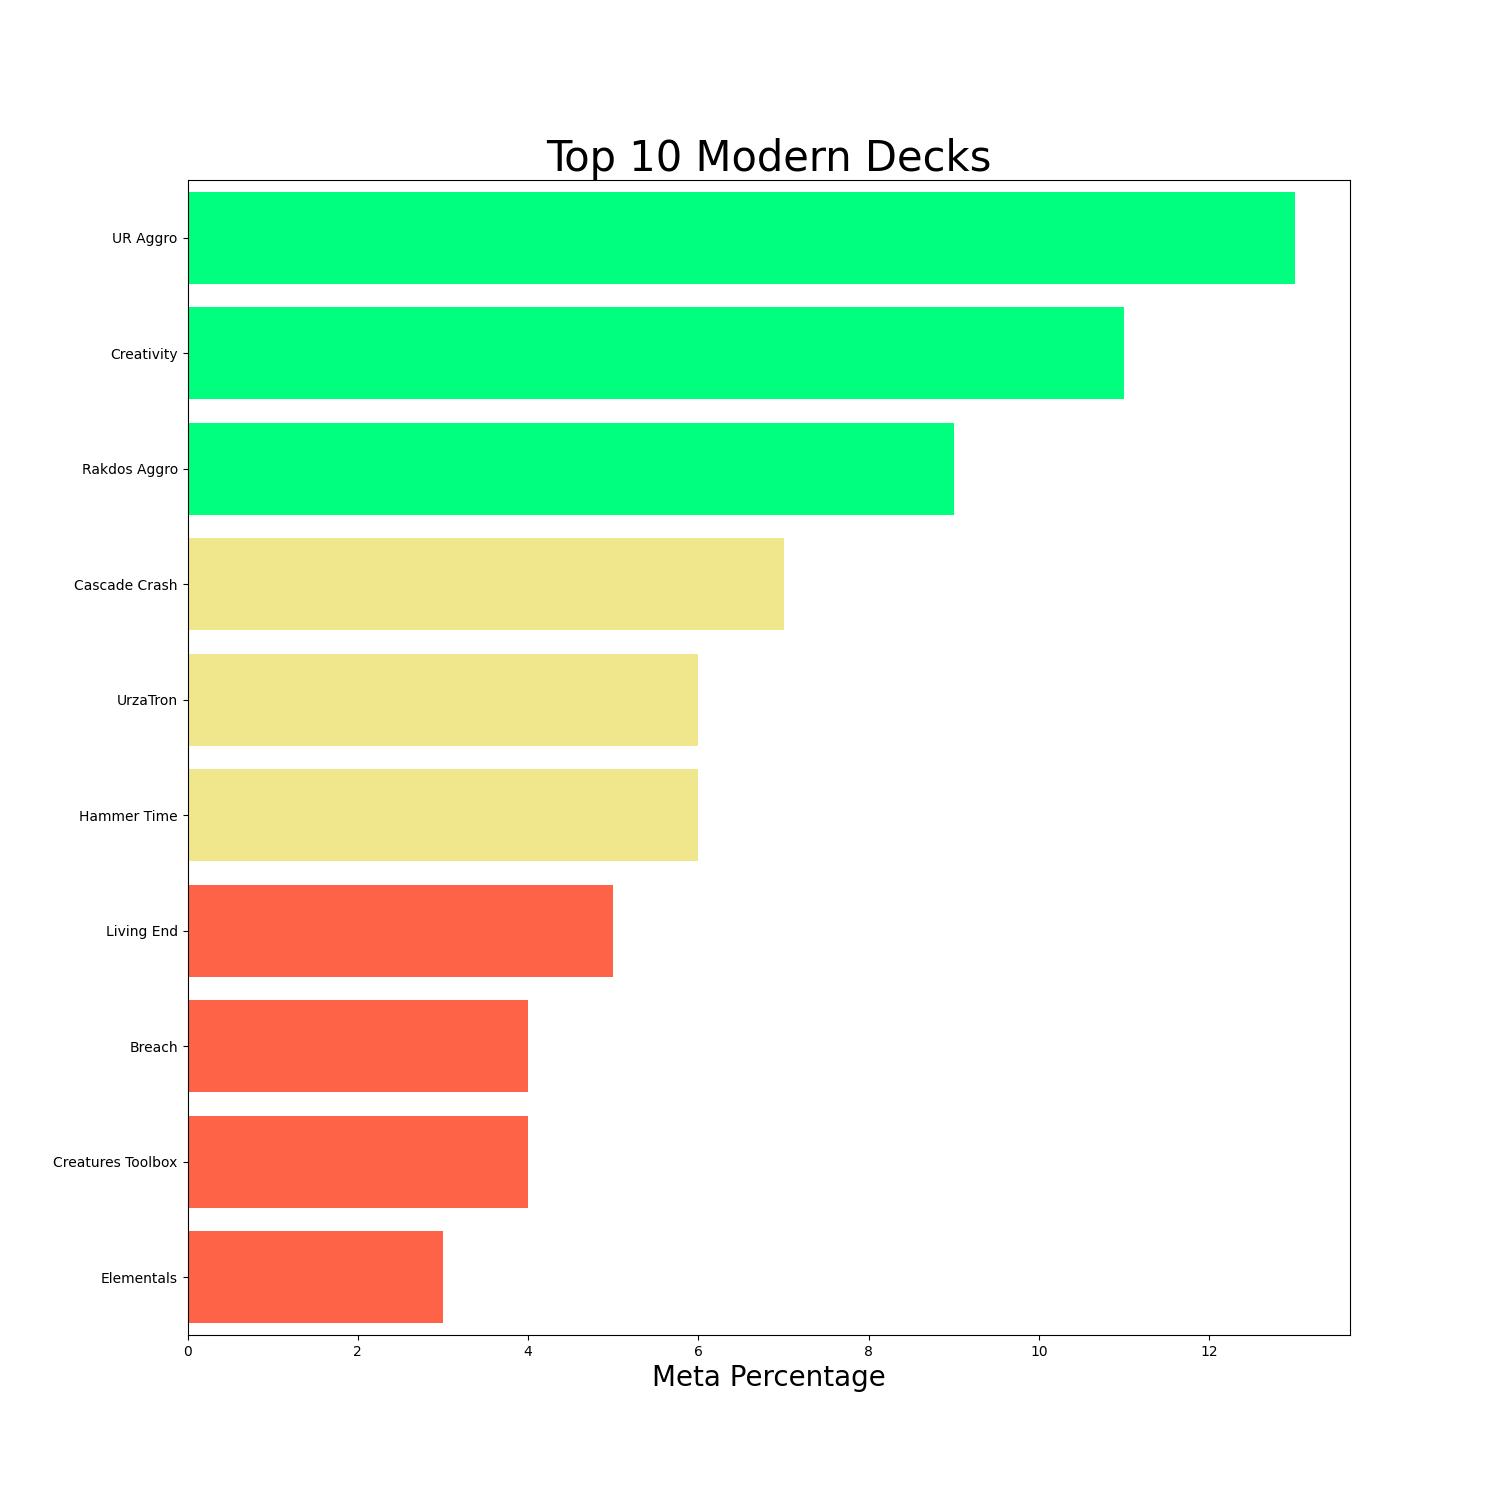 Top 10 Modern Decks
UR Aggro
Creativity
Rakdos Aggro
Cascade Crash
UrzaTron
Hammer Time
Living End
Breach
Creatures Toolbox
Elementals
0 2 4 6 8 10 12
Meta Percentage